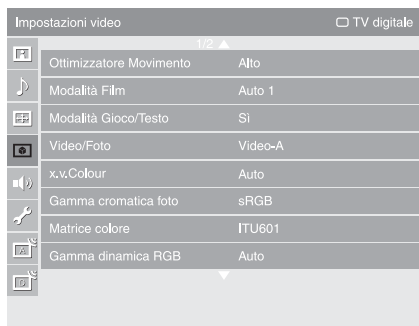 Impostazioni video TV digitale
1/2
Ottimizzatore Movimento Alto
Modalità Film Auto 1
Modalità Gioco/Testo Sì
Video/Foto Video-A
x.v.Colour Auto
Gamma cromatica foto sRGB
Matrice colore ITU601
Gamma dinamica RGB Auto
A
D